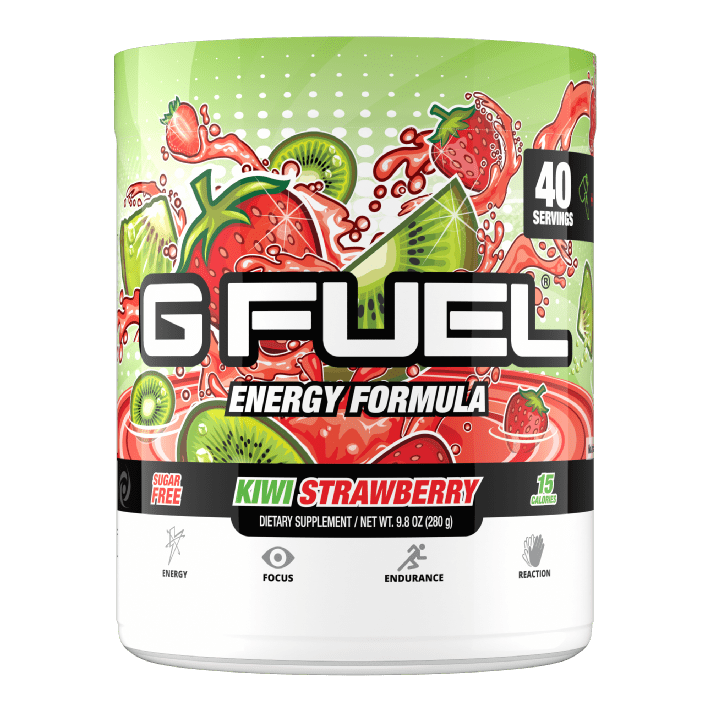 40
SERVINGS
G FUEL®
ENERGY FORMULA
SUGAR
FREE
KIWI STRAWBERRY
15
CALORIES
DIETARY SUPPLEMENT / NET WT. 9.8 OZ (280 g)
ENERGY
FOCUS
ENDURANCE
REACTION